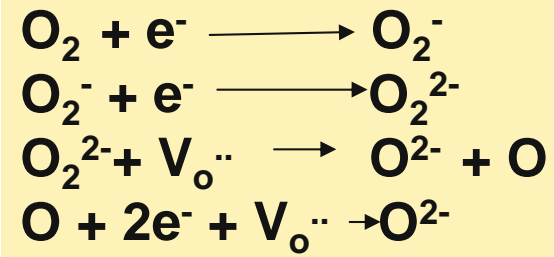 O₂ + e⁻ → O₂⁻
O₂⁻ + e⁻ → O₂²⁻
O₂²⁻+ Vₒ¨ → O²⁻ + O
O + 2e⁻ + Vₒ¨ → O²⁻